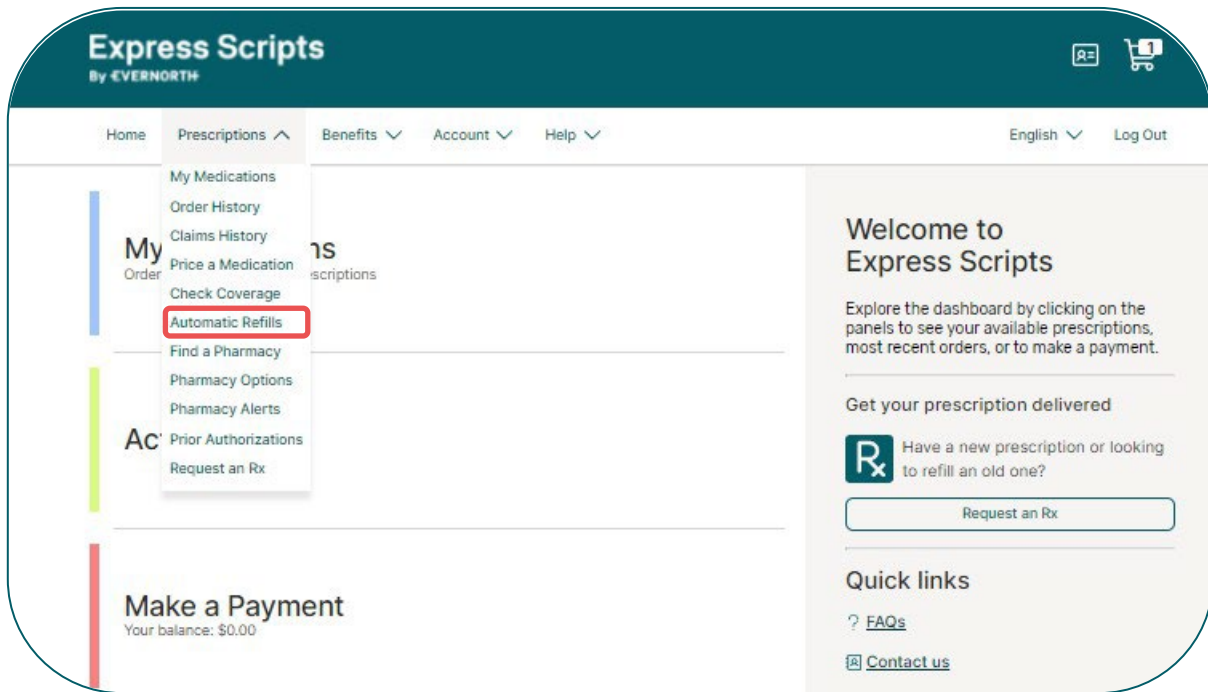 Express Scripts
By EVERNORTH
1
Home Prescriptions Benefits Account Help English Log Out
My Medications
Order History
Claims History
Price a Medication
Check Coverage
Automatic Refills
Find a Pharmacy
Pharmacy Options
Pharmacy Alerts
Prior Authorizations
Request an Rx
My ns
Order scriptions
Ac
Make a Payment
Your balance: $0.00
Welcome to
Express Scripts
Explore the dashboard by clicking on the
panels to see your available prescriptions,
most recent orders, or to make a payment.
Get your prescription delivered
Rx
Have a new prescription or looking
to refill an old one?
Request an Rx
Quick links
? FAQs
Contact us